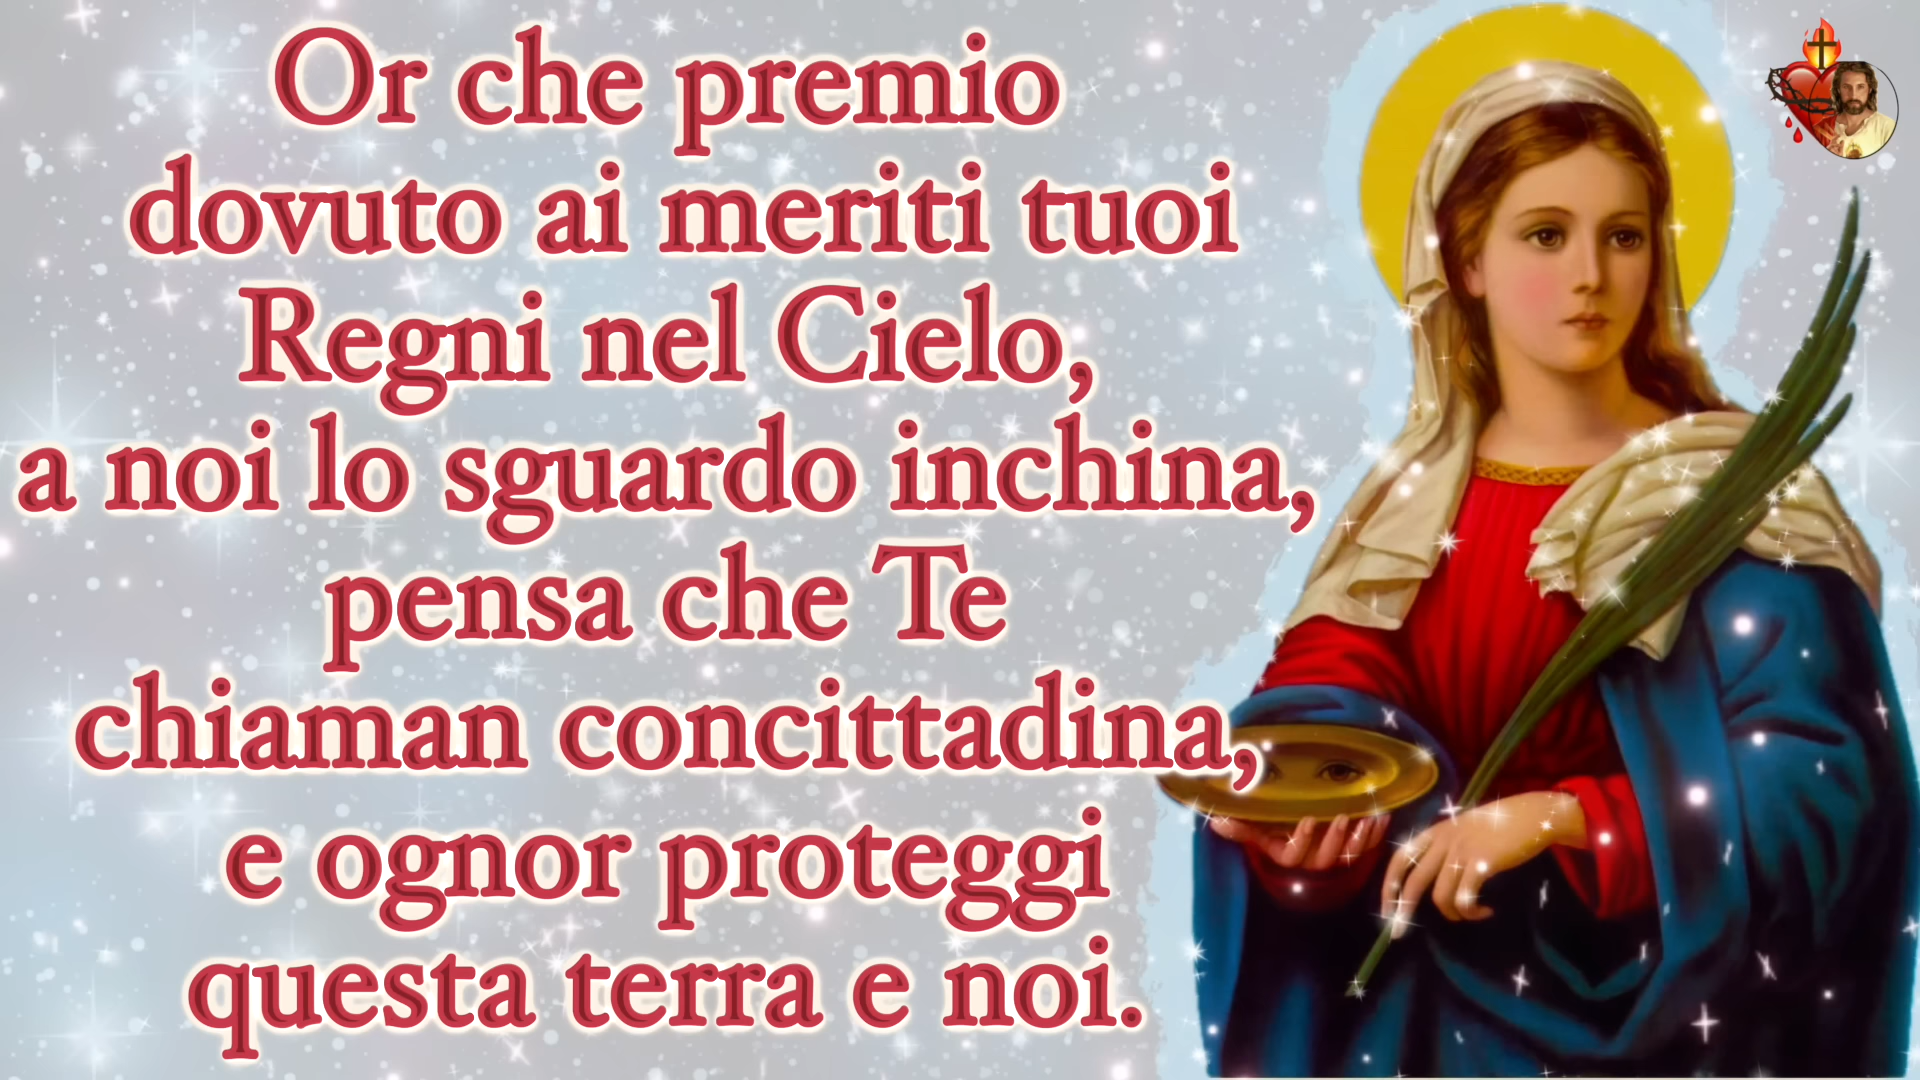 Or che premio
dovuto ai meriti tuoi
Regni nel Cielo,
a noi lo sguardo inchina,
pensa che Te
chiaman concittadina,
e ognor proteggi
questa terra e noi.